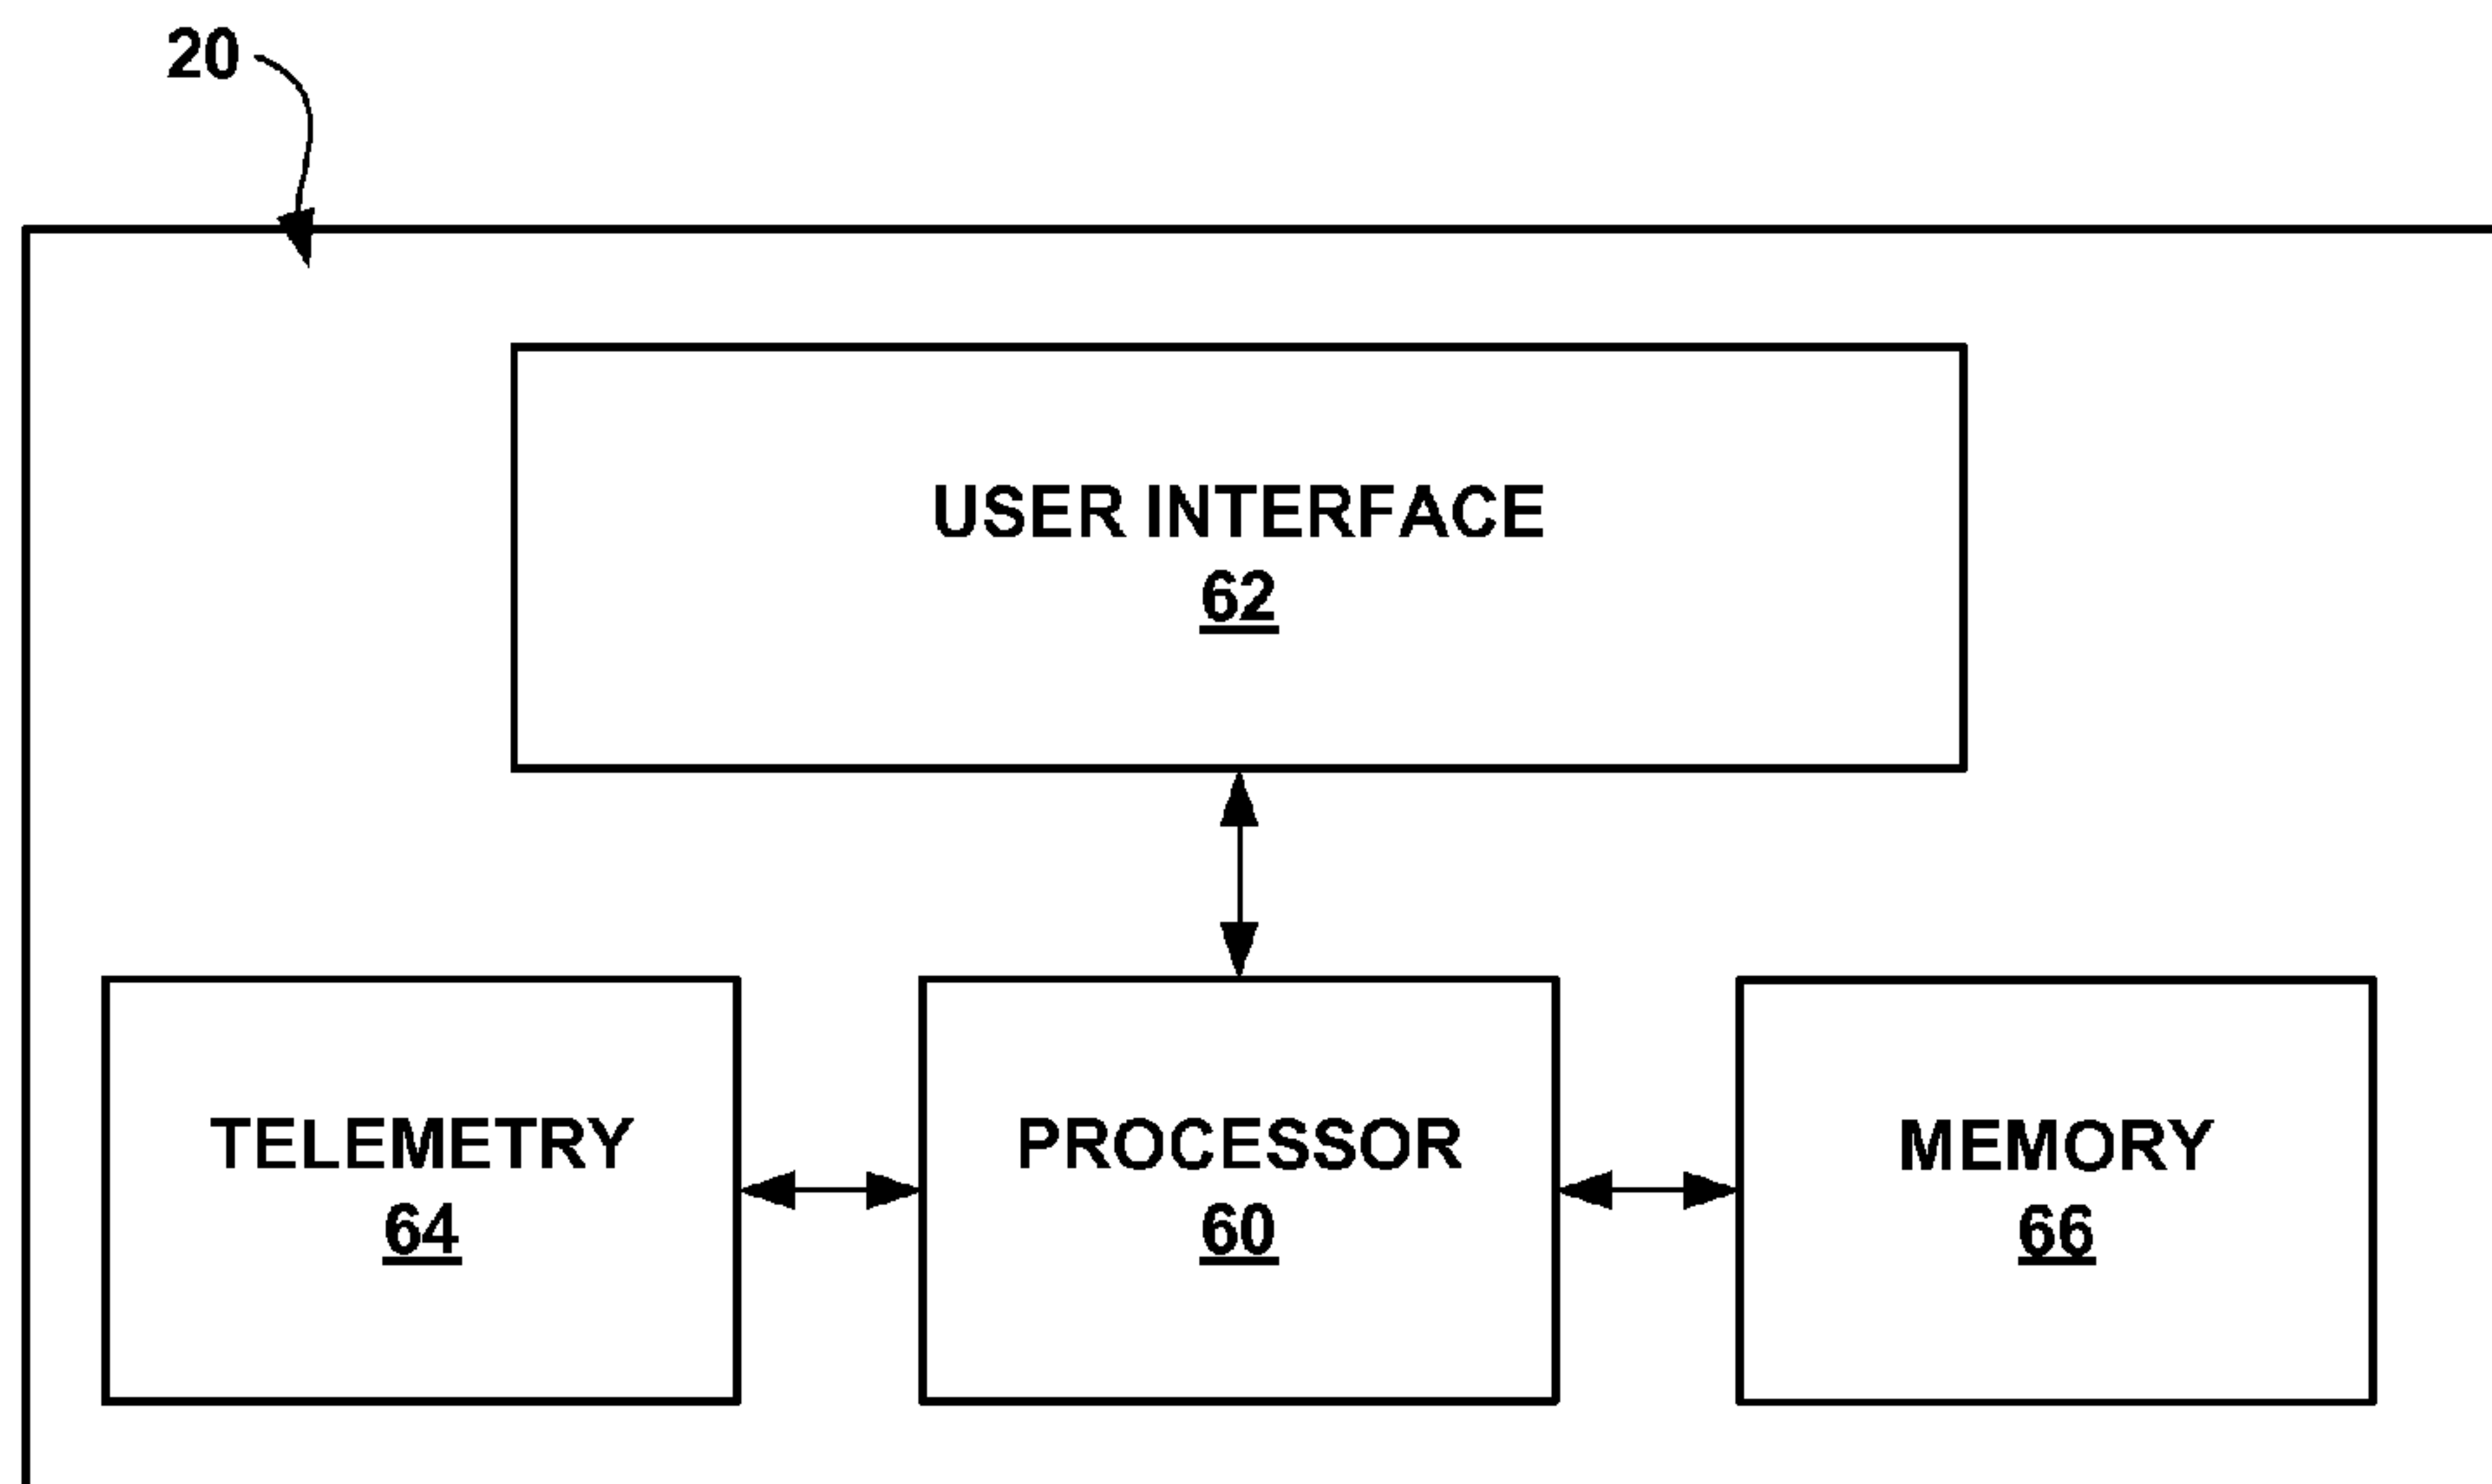 20
USER INTERFACE
62
TELEMETRY
64
PROCESSOR
60
MEMORY
66